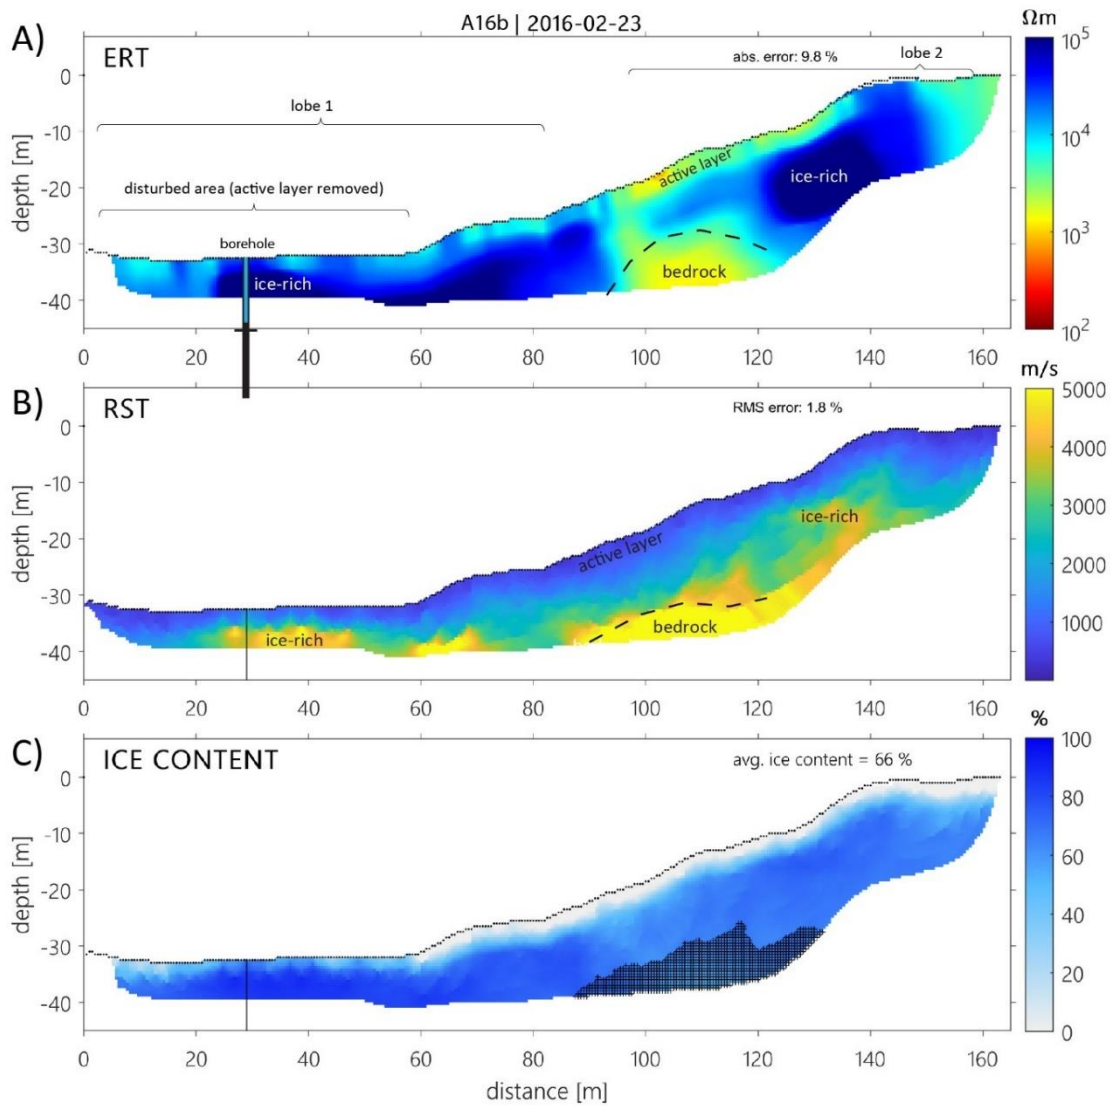 A16b | 2016-02-23
A)
ERT
abs. error: 9.8 %
lobe 2
lobe 1
disturbed area (active layer removed)
borehole
active layer
ice-rich
ice-rich
bedrock
depth [m]
0
-10
-20
-30
-40
0 20 40 60 80 100 120 140 160
Ωm
10^5
10^4
10^3
10^2
B)
RST
RMS error: 1.8 %
active layer
ice-rich
ice-rich
bedrock
depth [m]
0
-10
-20
-30
-40
0 20 40 60 80 100 120 140 160
m/s
5000
4000
3000
2000
1000
C)
ICE CONTENT
avg. ice content = 66 %
depth [m]
0
-10
-20
-30
-40
0 20 40 60 80 100 120 140 160
distance [m]
%
100
80
60
40
20
0